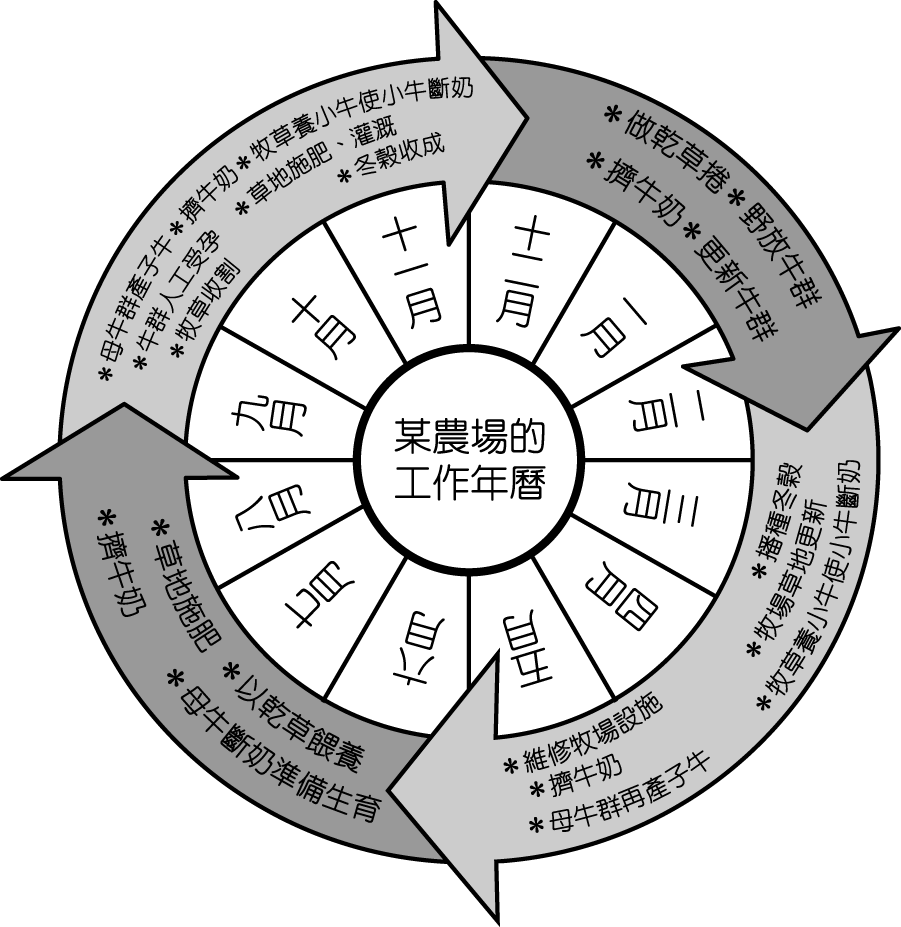 某農場的
工作年曆
一月
二月
三月
四月
五月
六月
七月
八月
九月
十月
十一月
十二月
*做乾草捲*野放牛群
*擠牛奶*更新牛群
*播種冬穀
*牧場草地更新
*牧草養小牛使小牛斷奶
*維修牧場設施
*擠牛奶
*母牛群再產子牛
*以乾草餵養
*母牛斷奶準備生育
*草地施肥
*擠牛奶
*母牛群產子牛*擠牛奶*牧草養小牛使小牛斷奶
*牛群人工受孕
*草地施肥、灌溉
*牧草收割
*冬穀收成